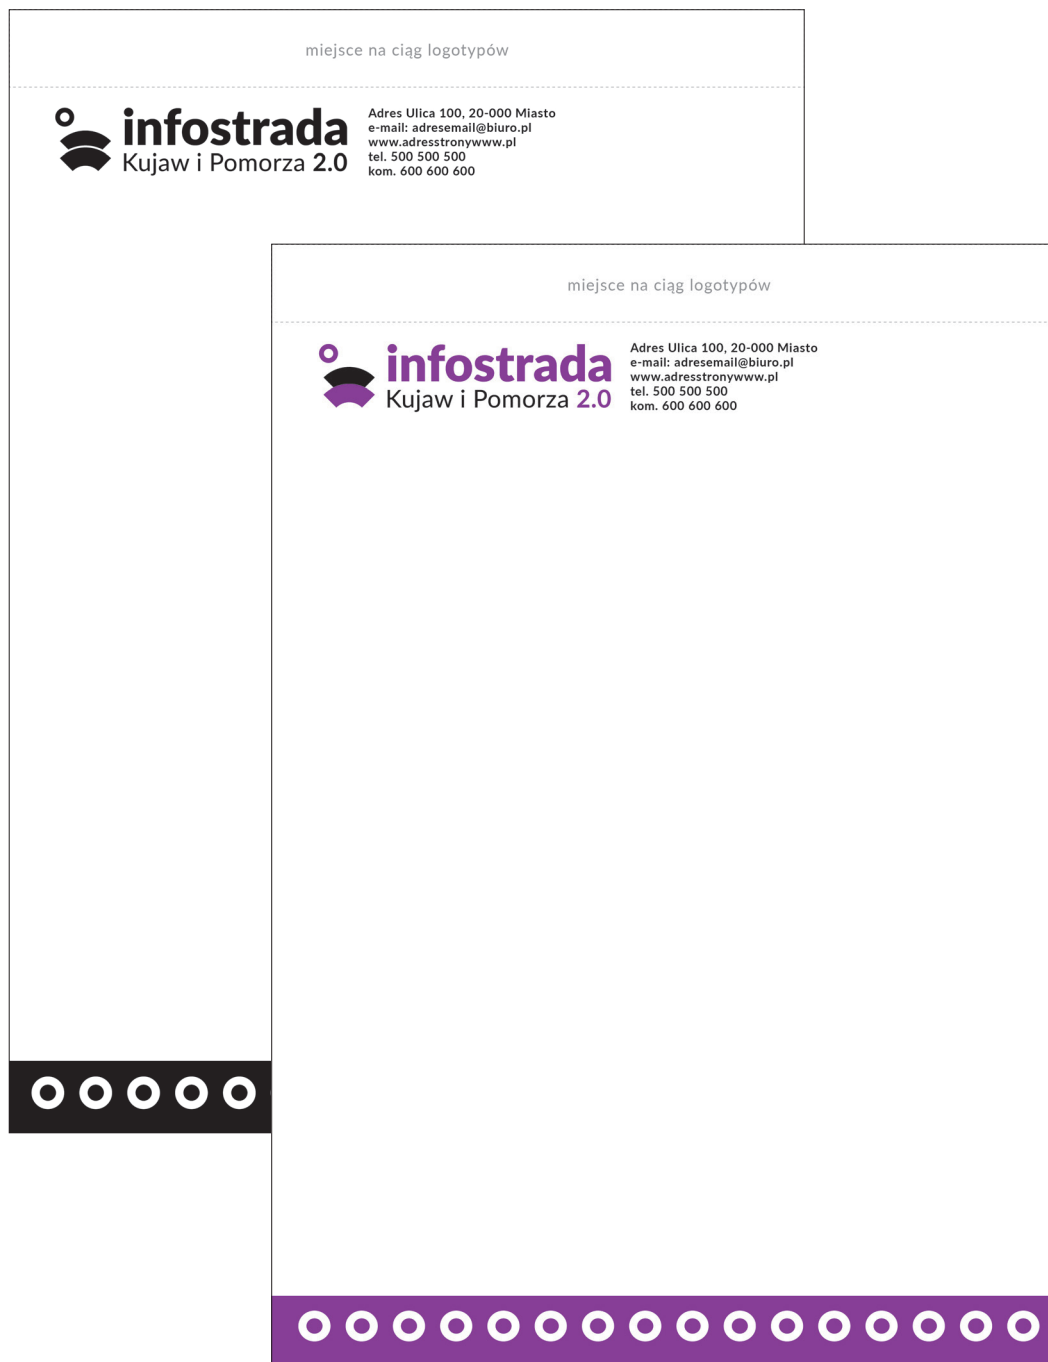 miejsce na ciąg logotypów
infostrada
Kujaw i Pomorza 2.0
Adres Ulica 100, 20-000 Miasto
e-mail: adresemail@biuro.pl
www.adresstronywww.pl
tel. 500 500 500
kom. 600 600 600
miejsce na ciąg logotypów
infostrada
Kujaw i Pomorza 2.0
Adres Ulica 100, 20-000 Miasto
e-mail: adresemail@biuro.pl
www.adresstronywww.pl
tel. 500 500 500
kom. 600 600 600